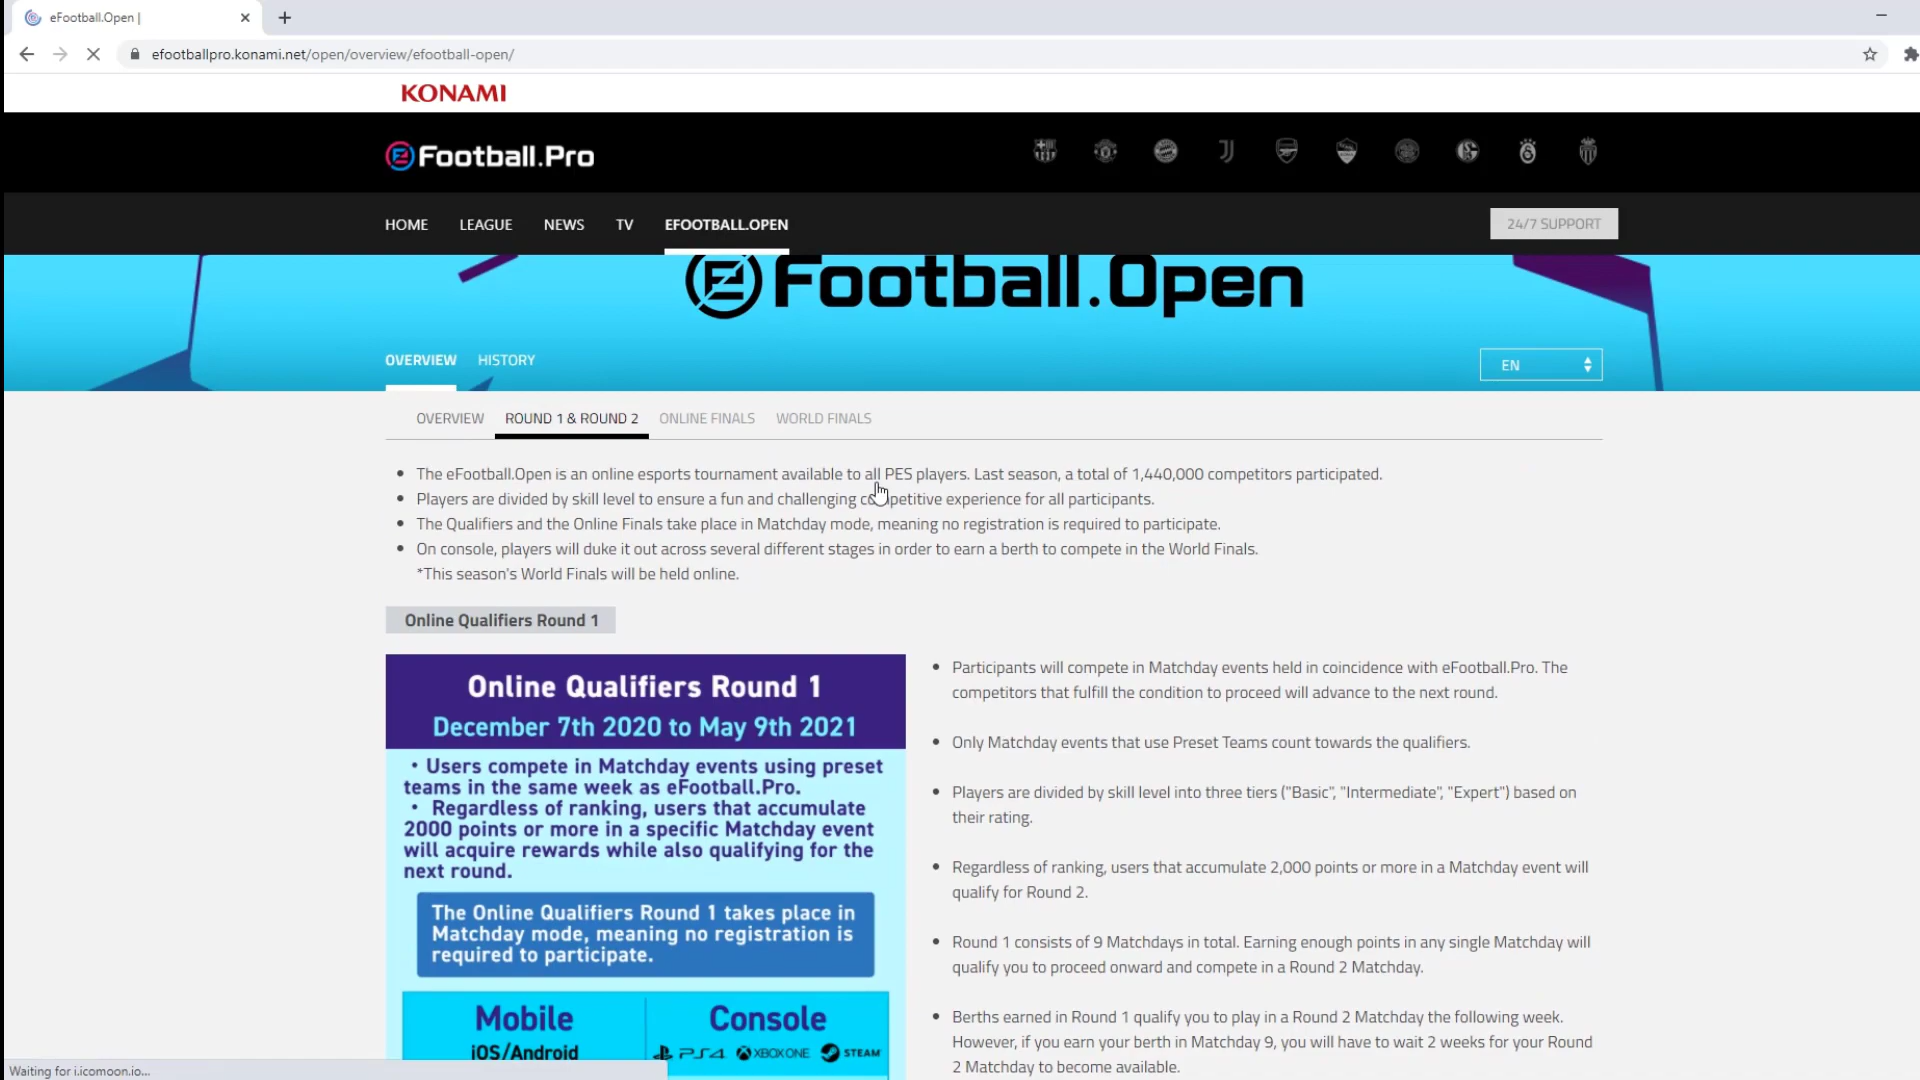 eFootball.Open |
efootballpro.konami.net/open/overview/efootball-open/
KONAMI
Football.Pro
HOME LEAGUE NEWS TV EFOOTBALL.OPEN 24/7 SUPPORT
Football.Open
OVERVIEW HISTORY EN
OVERVIEW ROUND 1 & ROUND 2 ONLINE FINALS WORLD FINALS
• The eFootball.Open is an online esports tournament available to all PES players. Last season, a total of 1,440,000 competitors participated.
• Players are divided by skill level to ensure a fun and challenging competitive experience for all participants.
• The Qualifiers and the Online Finals take place in Matchday mode, meaning no registration is required to participate.
• On console, players will duke it out across several different stages in order to earn a berth to compete in the World Finals.
*This season's World Finals will be held online.
Online Qualifiers Round 1
Online Qualifiers Round 1
December 7th 2020 to May 9th 2021
• Users compete in Matchday events using preset
teams in the same week as eFootball.Pro.
• Regardless of ranking, users that accumulate
2000 points or more in a specific Matchday event
will acquire rewards while also qualifying for the
next round.
The Online Qualifiers Round 1 takes place in
Matchday mode, meaning no registration is
required to participate.
Mobile
iOS/Android
Console
PS4 XBOX ONE STEAM
• Participants will compete in Matchday events held in coincidence with eFootball.Pro. The
competitors that fulfill the condition to proceed will advance to the next round.
• Only Matchday events that use Preset Teams count towards the qualifiers.
• Players are divided by skill level into three tiers ("Basic", "Intermediate", "Expert") based on
their rating.
• Regardless of ranking, users that accumulate 2,000 points or more in a Matchday event will
qualify for Round 2.
• Round 1 consists of 9 Matchdays in total. Earning enough points in any single Matchday will
qualify you to proceed onward and compete in a Round 2 Matchday.
• Berths earned in Round 1 qualify you to play in a Round 2 Matchday the following week.
However, if you earn your berth in Matchday 9, you will have to wait 2 weeks for your Round
2 Matchday to become available.
Waiting for i.icomoon.io...